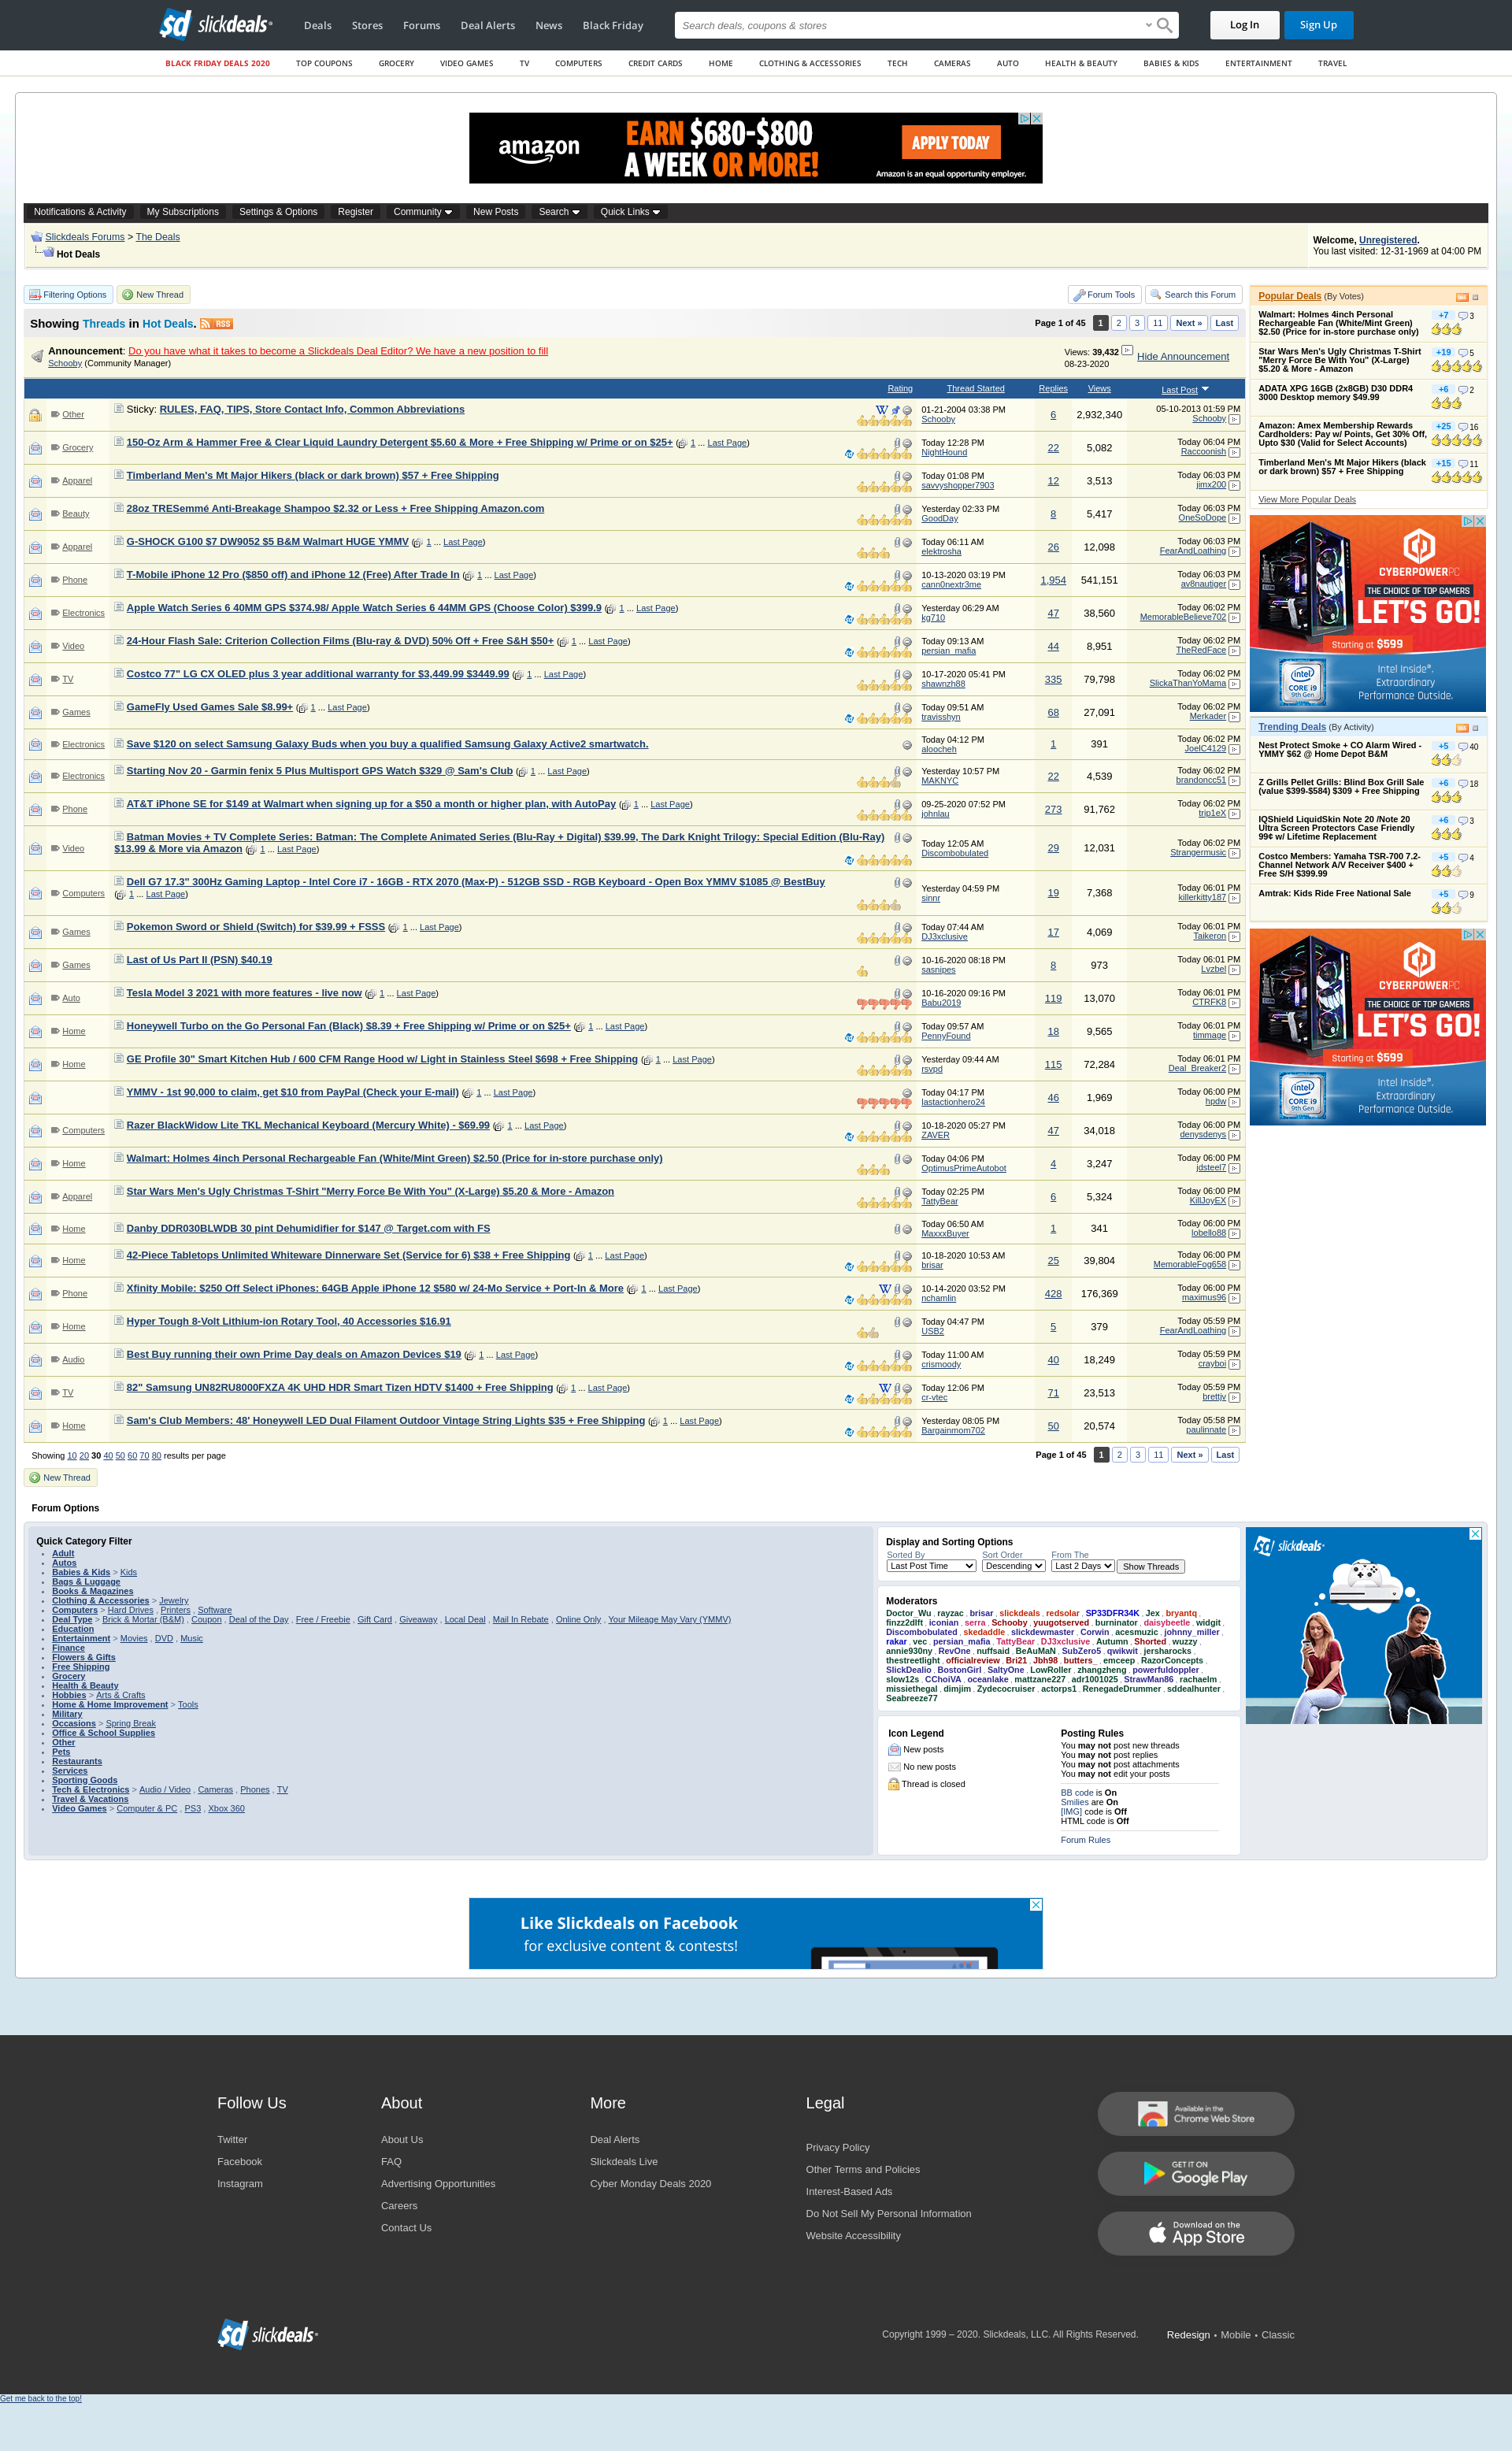 slickdeals
Deals Stores Forums Deal Alerts News Black Friday
Search deals, coupons & stores
Log In Sign Up
BLACK FRIDAY DEALS 2020 TOP COUPONS GROCERY VIDEO GAMES TV COMPUTERS CREDIT CARDS HOME CLOTHING & ACCESSORIES TECH CAMERAS AUTO HEALTH & BEAUTY BABIES & KIDS ENTERTAINMENT TRAVEL
amazon
EARN $680-$800
A WEEK OR MORE
APPLY TODAY
Amazon is an equal opportunity employer.
Notifications & Activity My Subscriptions Settings & Options Register Community New Posts Search Quick Links
Slickdeals Forums > The Deals
Hot Deals
Welcome, Unregistered.
You last visited: 12-31-1969 at 04:00 PM
Filtering Options New Thread Forum Tools Search this Forum
Showing Threads in Hot Deals. RSS
Page 1 of 45 1 2 3 11 Next » Last
Announcement: Do you have what it takes to become a Slickdeals Deal Editor? We have a new position to fill
Schooby (Community Manager)
Views: 39,432
08-23-2020
Hide Announcement
Rating Thread Started Replies Views Last Post
Other Sticky: RULES, FAQ, TIPS, Store Contact Info, Common Abbreviations 01-21-2004 03:38 PM Schooby 6 2,932,340 05-10-2013 01:59 PM Schooby
Grocery 150-Oz Arm & Hammer Free & Clear Liquid Laundry Detergent $5.60 & More + Free Shipping w/ Prime or on $25+ (1 ... Last Page) Today 12:28 PM NightHound 22 5,082 Today 06:04 PM Raccoonish
Apparel Timberland Men's Mt Major Hikers (black or dark brown) $57 + Free Shipping Today 01:08 PM savvyshopper7903 12 3,513 Today 06:03 PM jimx200
Beauty 28oz TRESemmé Anti-Breakage Shampoo $2.32 or Less + Free Shipping Amazon.com Yesterday 02:33 PM GoodDay 8 5,417 Today 06:03 PM OneSoDope
Apparel G-SHOCK G100 $7 DW9052 $5 B&M Walmart HUGE YMMV (1 ... Last Page) Today 06:11 AM elektrosha 26 12,098 Today 06:03 PM FearAndLoathing
Phone T-Mobile iPhone 12 Pro ($850 off) and iPhone 12 (Free) After Trade In (1 ... Last Page) 10-13-2020 03:19 PM cann0nextr3me 1,954 541,151 Today 06:03 PM av8nautiger
Electronics Apple Watch Series 6 40MM GPS $374.98/ Apple Watch Series 6 44MM GPS (Choose Color) $399.9 (1 ... Last Page) Yesterday 06:29 AM kg710 47 38,560 Today 06:02 PM MemorableBelieve702
Video 24-Hour Flash Sale: Criterion Collection Films (Blu-ray & DVD) 50% Off + Free S&H $50+ (1 ... Last Page) Today 09:13 AM persian_mafia 44 8,951 Today 06:02 PM TheRedFace
TV Costco 77" LG CX OLED plus 3 year additional warranty for $3,449.99 $3449.99 (1 ... Last Page) 10-17-2020 05:41 PM shawnzh88 335 79,798 Today 06:02 PM SlickaThanYoMama
Games GameFly Used Games Sale $8.99+ (1 ... Last Page) Today 09:51 AM travisshyn 68 27,091 Today 06:02 PM Merkader
Electronics Save $120 on select Samsung Galaxy Buds when you buy a qualified Samsung Galaxy Active2 smartwatch. Today 04:12 PM aloocheh 1 391 Today 06:02 PM JoelC4129
Electronics Starting Nov 20 - Garmin fenix 5 Plus Multisport GPS Watch $329 @ Sam's Club (1 ... Last Page) Yesterday 10:57 PM MAKNYC 22 4,539 Today 06:02 PM brandoncc51
Phone AT&T iPhone SE for $149 at Walmart when signing up for a $50 a month or higher plan, with AutoPay (1 ... Last Page) 09-25-2020 07:52 PM johnlau 273 91,762 Today 06:02 PM trip1eX
Video Batman Movies + TV Complete Series: Batman: The Complete Animated Series (Blu-Ray + Digital) $39.99, The Dark Knight Trilogy: Special Edition (Blu-Ray) $13.99 & More via Amazon (1 ... Last Page) Today 12:05 AM Discombobulated 29 12,031 Today 06:02 PM Strangermusic
Computers Dell G7 17.3" 300Hz Gaming Laptop - Intel Core i7 - 16GB - RTX 2070 (Max-P) - 512GB SSD - RGB Keyboard - Open Box YMMV $1085 @ BestBuy (1 ... Last Page) Yesterday 04:59 PM sinnr 19 7,368 Today 06:01 PM killerkitty187
Games Pokemon Sword or Shield (Switch) for $39.99 + FSSS (1 ... Last Page) Today 07:44 AM DJ3xclusive 17 4,069 Today 06:01 PM Taikeron
Games Last of Us Part II (PSN) $40.19 10-16-2020 08:18 PM sasnipes 8 973 Today 06:01 PM Lvzbel
Auto Tesla Model 3 2021 with more features - live now (1 ... Last Page) 10-16-2020 09:16 PM Babu2019 119 13,070 Today 06:01 PM CTRFK8
Home Honeywell Turbo on the Go Personal Fan (Black) $8.39 + Free Shipping w/ Prime or on $25+ (1 ... Last Page) Today 09:57 AM PennyFound 18 9,565 Today 06:01 PM timmage
Home GE Profile 30" Smart Kitchen Hub / 600 CFM Range Hood w/ Light in Stainless Steel $698 + Free Shipping (1 ... Last Page) Yesterday 09:44 AM rsvpd 115 72,284 Today 06:01 PM Deal_Breaker2
YMMV - 1st 90,000 to claim, get $10 from PayPal (Check your E-mail) (1 ... Last Page) Today 04:17 PM lastactionhero24 46 1,969 Today 06:00 PM hpdw
Computers Razer BlackWidow Lite TKL Mechanical Keyboard (Mercury White) - $69.99 (1 ... Last Page) 10-18-2020 05:27 PM ZAVER 47 34,018 Today 06:00 PM denysdenys
Home Walmart: Holmes 4inch Personal Rechargeable Fan (White/Mint Green) $2.50 (Price for in-store purchase only) Today 04:06 PM OptimusPrimeAutobot 4 3,247 Today 06:00 PM jdsteel7
Apparel Star Wars Men's Ugly Christmas T-Shirt "Merry Force Be With You" (X-Large) $5.20 & More - Amazon Today 02:25 PM TattyBear 6 5,324 Today 06:00 PM KillJoyEX
Home Danby DDR030BLWDB 30 pint Dehumidifier for $147 @ Target.com with FS Today 06:50 AM MaxxxBuyer 1 341 Today 06:00 PM lobello88
Home 42-Piece Tabletops Unlimited Whiteware Dinnerware Set (Service for 6) $38 + Free Shipping (1 ... Last Page) 10-18-2020 10:53 AM brisar 25 39,804 Today 06:00 PM MemorableFog658
Phone Xfinity Mobile: $250 Off Select iPhones: 64GB Apple iPhone 12 $580 w/ 24-Mo Service + Port-In & More (1 ... Last Page) 10-14-2020 03:52 PM nchamlin 428 176,369 Today 06:00 PM maximus96
Home Hyper Tough 8-Volt Lithium-ion Rotary Tool, 40 Accessories $16.91 Today 04:47 PM USB2 5 379 Today 05:59 PM FearAndLoathing
Audio Best Buy running their own Prime Day deals on Amazon Devices $19 (1 ... Last Page) Today 11:00 AM crismoody 40 18,249 Today 05:59 PM crayboi
TV 82" Samsung UN82RU8000FXZA 4K UHD HDR Smart Tizen HDTV $1400 + Free Shipping (1 ... Last Page) Today 12:06 PM cr-vtec 71 23,513 Today 05:59 PM brettjv
Home Sam's Club Members: 48' Honeywell LED Dual Filament Outdoor Vintage String Lights $35 + Free Shipping (1 ... Last Page) Yesterday 08:05 PM Bargainmom702 50 20,574 Today 05:58 PM paulinnate
Showing 10 20 30 40 50 60 70 80 results per page
Page 1 of 45 1 2 3 11 Next » Last
New Thread
Popular Deals (By Votes)
Walmart: Holmes 4inch Personal Rechargeable Fan (White/Mint Green) $2.50 (Price for in-store purchase only) +7 3
Star Wars Men's Ugly Christmas T-Shirt "Merry Force Be With You" (X-Large) $5.20 & More - Amazon +19 5
ADATA XPG 16GB (2x8GB) D30 DDR4 3000 Desktop memory $49.99 +6 2
Amazon: Amex Membership Rewards Cardholders: Pay w/ Points, Get 30% Off, Upto $30 (Valid for Select Accounts) +25 16
Timberland Men's Mt Major Hikers (black or dark brown) $57 + Free Shipping +15 11
View More Popular Deals
CYBERPOWERPC
THE CHOICE OF TOP GAMERS
LET'S GO!
Starting at $599
intel CORE i9 9th Gen
Intel Inside®.
Extraordinary
Performance Outside.
Trending Deals (By Activity)
Nest Protect Smoke + CO Alarm Wired - YMMY $62 @ Home Depot B&M +5 40
Z Grills Pellet Grills: Blind Box Grill Sale (value $399-$584) $309 + Free Shipping +6 18
IQShield LiquidSkin Note 20 /Note 20 Ultra Screen Protectors Case Friendly 99¢ w/ Lifetime Replacement +6 3
Costco Members: Yamaha TSR-700 7.2-Channel Network A/V Receiver $400 + Free S/H $399.99 +5 4
Amtrak: Kids Ride Free National Sale +5 9
CYBERPOWERPC
THE CHOICE OF TOP GAMERS
LET'S GO!
Starting at $599
intel CORE i9 9th Gen
Intel Inside®.
Extraordinary
Performance Outside.
Forum Options
Quick Category Filter
Adult
Autos
Babies & Kids > Kids
Bags & Luggage
Books & Magazines
Clothing & Accessories > Jewelry
Computers > Hard Drives , Printers , Software
Deal Type > Brick & Mortar (B&M) , Coupon , Deal of the Day , Free / Freebie , Gift Card , Giveaway , Local Deal , Mail In Rebate , Online Only , Your Mileage May Vary (YMMV)
Education
Entertainment > Movies , DVD , Music
Finance
Flowers & Gifts
Free Shipping
Grocery
Health & Beauty
Hobbies > Arts & Crafts
Home & Home Improvement > Tools
Military
Occasions > Spring Break
Office & School Supplies
Other
Pets
Restaurants
Services
Sporting Goods
Tech & Electronics > Audio / Video , Cameras , Phones , TV
Travel & Vacations
Video Games > Computer & PC , PS3 , Xbox 360
Display and Sorting Options
Sorted By Sort Order From The
Last Post Time Descending Last 2 Days Show Threads
Moderators
Doctor_Wu , rayzac , brisar , slickdeals , redsolar , SP33DFR34K , Jex , bryantq ,
finzz2dlft , iconian , serra , Schooby , yuugotserved , burninator , daisybeetle , widgit ,
Discombobulated , skedaddle , slickdewmaster , Corwin , acesmuzic , johnny_miller ,
rakar , vec , persian_mafia , TattyBear , DJ3xclusive , Autumn , Shorted , wuzzy ,
annie930ny , RevOne , nuffsaid , BeAuMaN , SubZero5 , qwikwit , jersharocks ,
thestreetlight , officialreview , Bri21 , Jbh98 , butters_ , emceep , RazorConcepts ,
SlickDealio , BostonGirl , SaltyOne , LowRoller , zhangzheng , powerfuldoppler ,
slow12s , CChoiVA , oceanlake , mattzane227 , adr1001025 , StrawMan86 , rachaelm ,
missiethegal , dimjim , Zydecocruiser , actorps1 , RenegadeDrummer , sddealhunter ,
Seabreeze77
Icon Legend
New posts
No new posts
Thread is closed
Posting Rules
You may not post new threads
You may not post replies
You may not post attachments
You may not edit your posts
BB code is On
Smilies are On
[IMG] code is Off
HTML code is Off
Forum Rules
slickdeals
Like Slickdeals on Facebook
for exclusive content & contests!
Follow Us
Twitter
Facebook
Instagram
About
About Us
FAQ
Advertising Opportunities
Careers
Contact Us
More
Deal Alerts
Slickdeals Live
Cyber Monday Deals 2020
Legal
Privacy Policy
Other Terms and Policies
Interest-Based Ads
Do Not Sell My Personal Information
Website Accessibility
Available in the
Chrome Web Store
GET IT ON
Google Play
Download on the
App Store
slickdeals
Copyright 1999 – 2020. Slickdeals, LLC. All Rights Reserved. Redesign • Mobile • Classic
Get me back to the top!